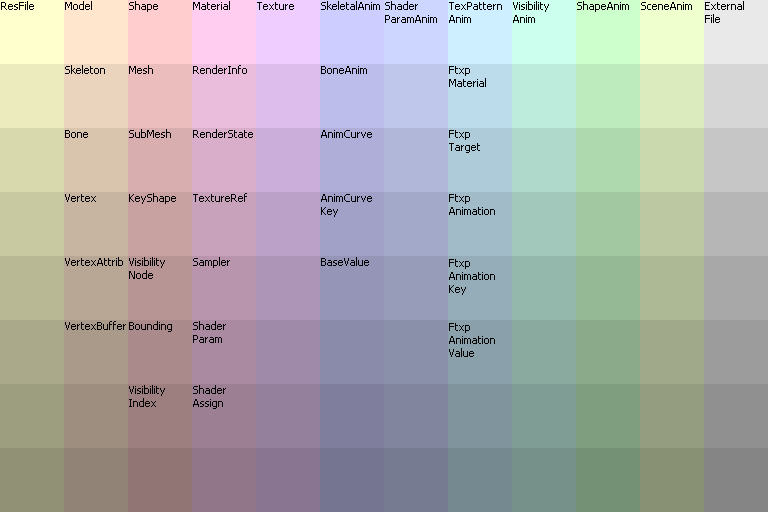 ResFile Model Shape Material Texture SkeletalAnim Shader TexPattern Visibility ShapeAnim SceneAnim External
ParamAnim Anim Anim File
Skeleton Mesh RenderInfo BoneAnim Ftxp
Material
Bone SubMesh RenderState AnimCurve Ftxp
Target
Vertex KeyShape TextureRef AnimCurve Ftxp
Key Animation
VertexAttrib Visibility Sampler BaseValue Ftxp
Node Animation
Key
VertexBuffer Bounding Shader Ftxp
Param Animation
Value
Visibility Shader
Index Assign